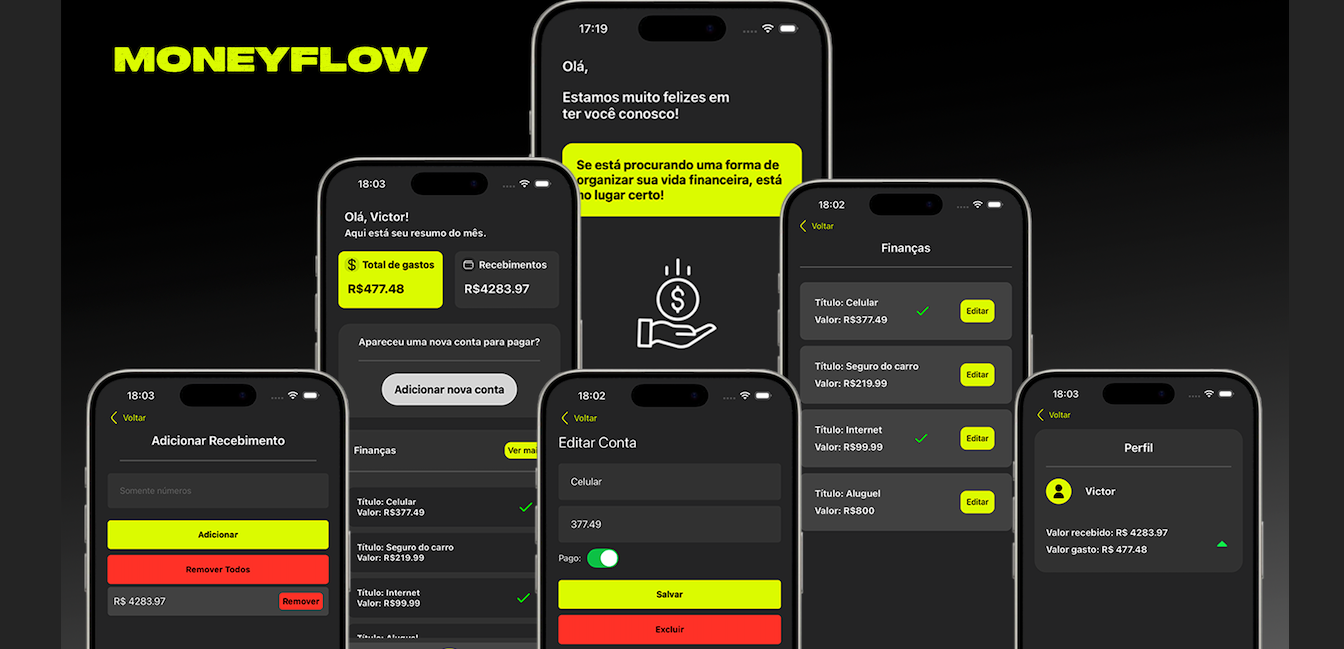 MONEYFLOW
17:19
Olá,
Estamos muito felizes em
ter você conosco!
Se está procurando uma forma de
organizar sua vida financeira, está
no lugar certo!
18:03
Olá, Victor!
Aqui está seu resumo do mês.
$ Total de gastos
R$477.48
Recebimentos
R$4283.97
Apareceu uma nova conta para pagar?
Adicionar nova conta
Finanças
Ver mai
Título: Celular
Valor: R$377.49
Título: Seguro do carro
Valor: R$219.99
Título: Internet
Valor: R$99.99
Título: Aluguel
18:02
Voltar
Finanças
Título: Celular
Valor: R$377.49
Editar
Título: Seguro do carro
Valor: R$219.99
Editar
Título: Internet
Valor: R$99.99
Editar
Título: Aluguel
Valor: R$800
Editar
18:03
Voltar
Adicionar Recebimento
Somente números
Adicionar
Remover Todos
R$ 4283.97
Remover
18:02
Voltar
Editar Conta
Celular
377.49
Pago:
Salvar
Excluir
18:03
Voltar
Perfil
Victor
Valor recebido: R$ 4283.97
Valor gasto: R$ 477.48